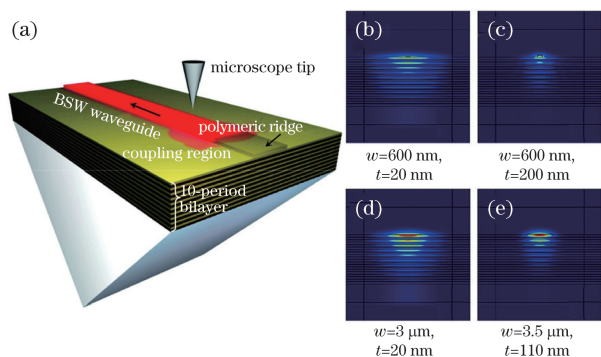 (a)
microscope tip
BSW waveguide
polymeric ridge
coupling region
10-period
bilayer
(b)
w=600 nm,
t=20 nm
(c)
w=600 nm,
t=200 nm
(d)
w=3 μm,
t=20 nm
(e)
w=3.5 μm,
t=110 nm